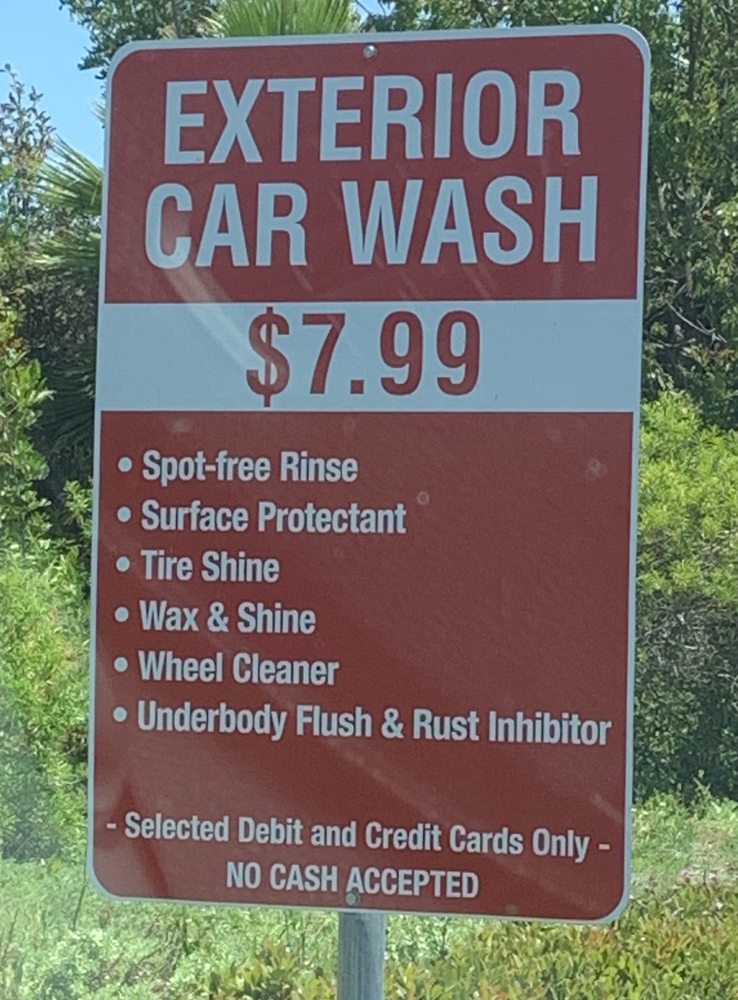 EXTERIOR
CAR WASH
$7.99
• Spot-free Rinse
• Surface Protectant
• Tire Shine
• Wax & Shine
• Wheel Cleaner
• Underbody Flush & Rust Inhibitor
- Selected Debit and Credit Cards Only -
NO CASH ACCEPTED